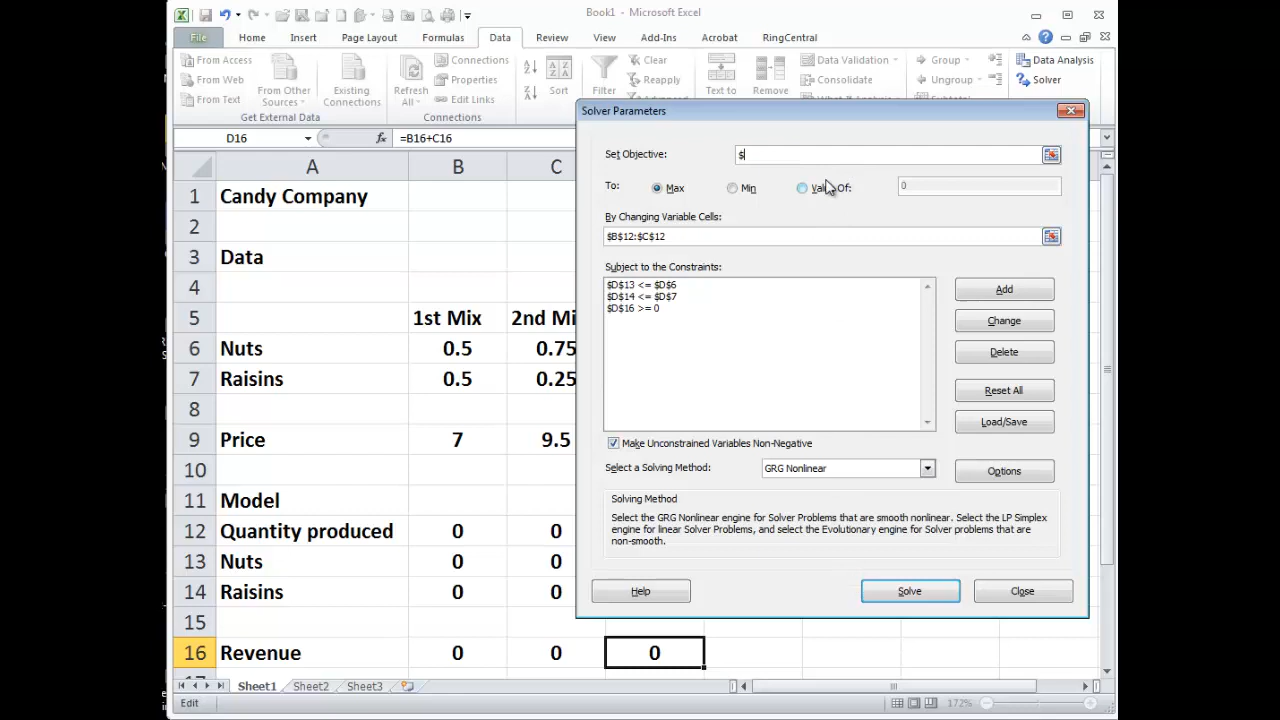 Book1 - Microsoft Excel
File Home Insert Page Layout Formulas Data Review View Add-Ins Acrobat RingCentral
From Access
From Web
From Text
From Other Sources
Existing Connections
Get External Data
Refresh All
Connections
Properties
Edit Links
Connections
Sort
Filter
Clear
Reapply
Text to
Remove
Data Validation
Consolidate
Group
Ungroup
Data Analysis
Solver
D16 fx =B16+C16
A B C
1 Candy Company
2
3 Data
4
5 1st Mix 2nd Mi
6 Nuts 0.5 0.75
7 Raisins 0.5 0.25
8
9 Price 7 9.5
10
11 Model
12 Quantity produced 0 0
13 Nuts 0 0
14 Raisins 0 0
15
16 Revenue 0 0 0
Sheet1 Sheet2 Sheet3
Edit 172%
Solver Parameters
Set Objective: $
To: Max Min Of: 0
By Changing Variable Cells:
$B$12:$C$12
Subject to the Constraints:
$D$13 <= $D$6
$D$14 <= $D$7
$D$16 >= 0
Add
Change
Delete
Reset All
Load/Save
Make Unconstrained Variables Non-Negative
Select a Solving Method: GRG Nonlinear
Options
Solving Method
Select the GRG Nonlinear engine for Solver Problems that are smooth nonlinear. Select the LP Simplex
engine for linear Solver Problems, and select the Evolutionary engine for Solver problems that are
non-smooth.
Help Solve Close